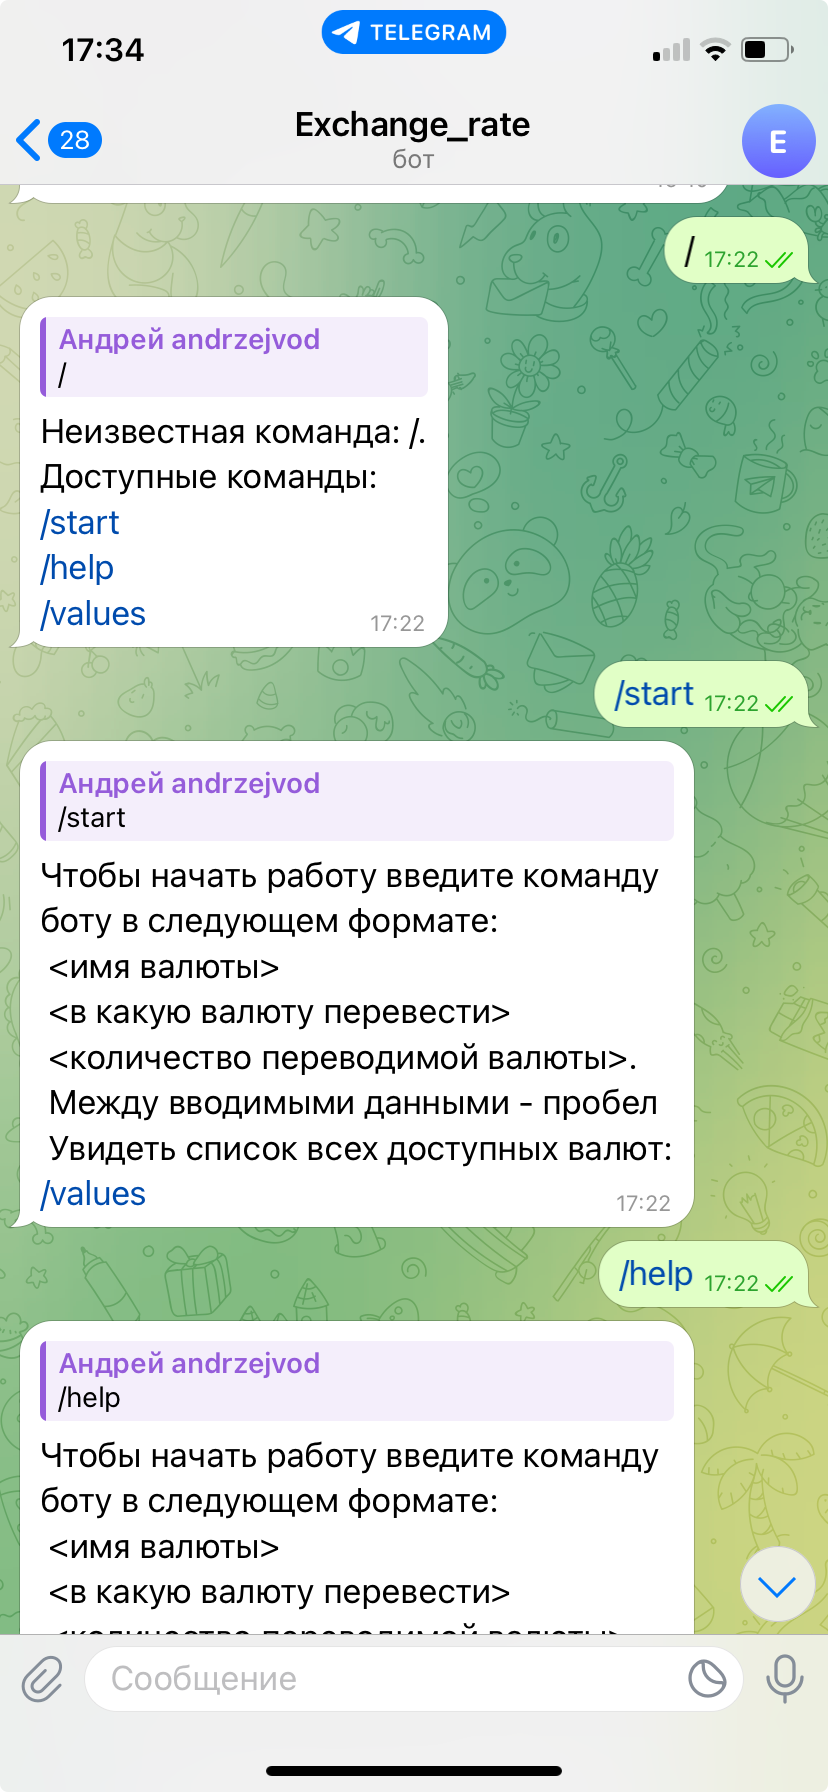 17:34
TELEGRAM
28
Exchange_rate
бот
E
/ 17:22
Андрей andrzejvod
/
Неизвестная команда: /.
Доступные команды:
/start
/help
/values
17:22
/start 17:22
Андрей andrzejvod
/start
Чтобы начать работу введите команду
боту в следующем формате:
<имя валюты>
<в какую валюту перевести>
<количество переводимой валюты>.
Между вводимыми данными - пробел
Увидеть список всех доступных валют:
/values
17:22
/help 17:22
Андрей andrzejvod
/help
Чтобы начать работу введите команду
боту в следующем формате:
<имя валюты>
<в какую валюту перевести>
<количество переводимой валюты>
Сообщение